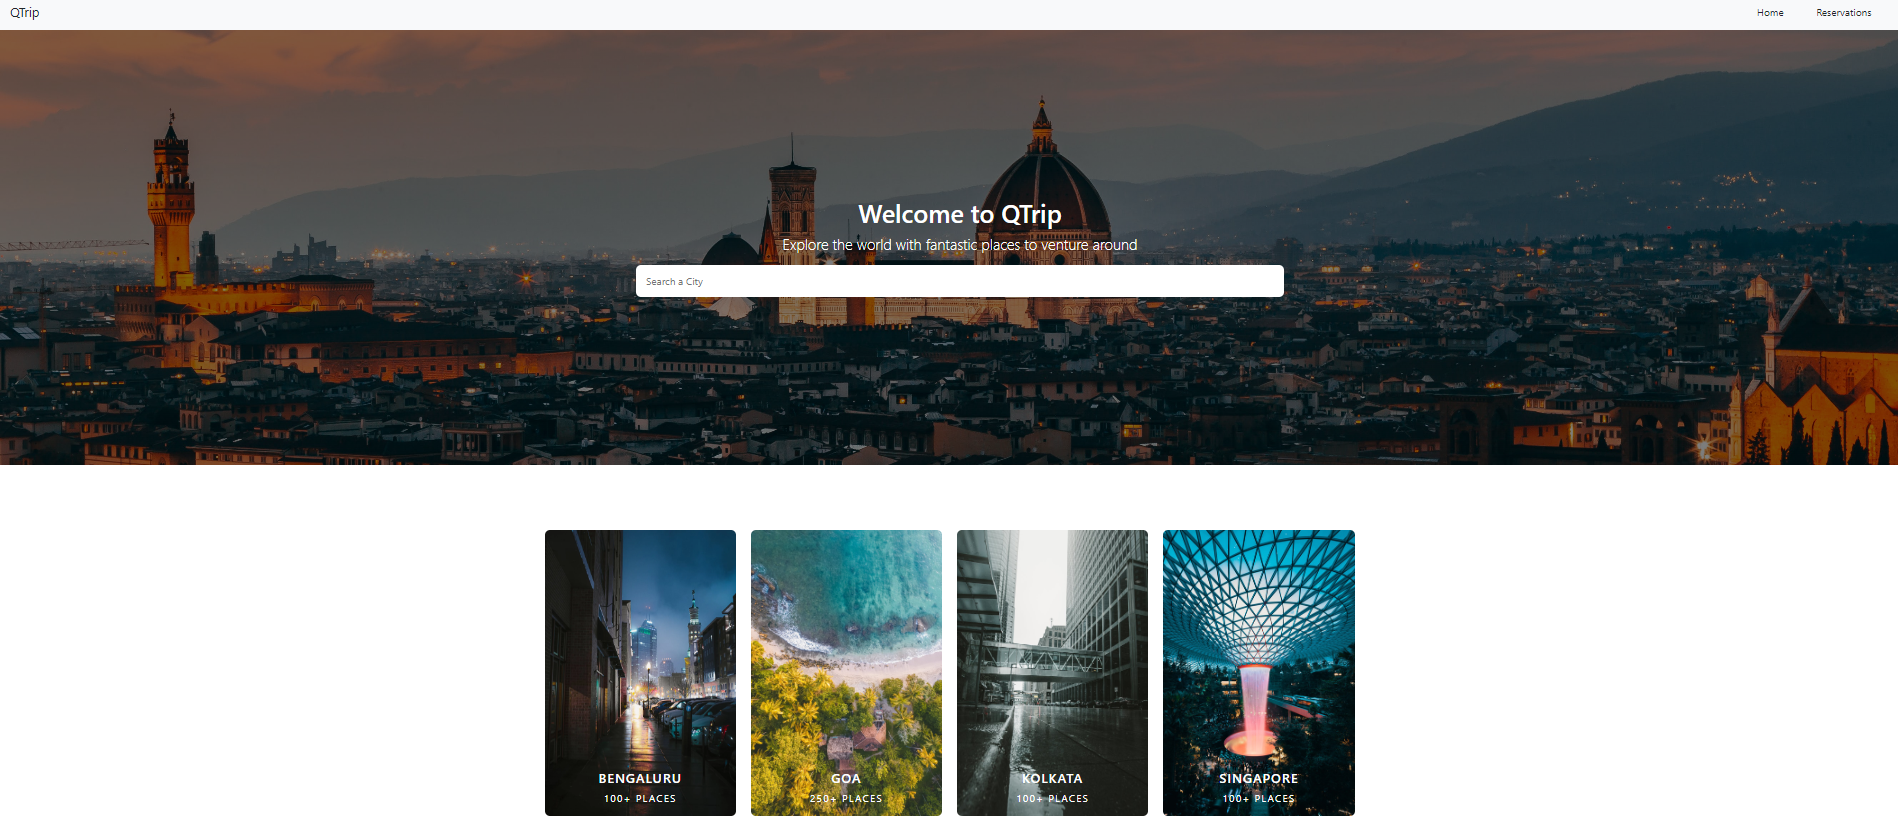 QTrip
Home
Reservations
Welcome to QTrip
Explore the world with fantastic places to venture around
Search a City
BENGALURU
100+ PLACES
GOA
250+ PLACES
KOLKATA
100+ PLACES
SINGAPORE
100+ PLACES